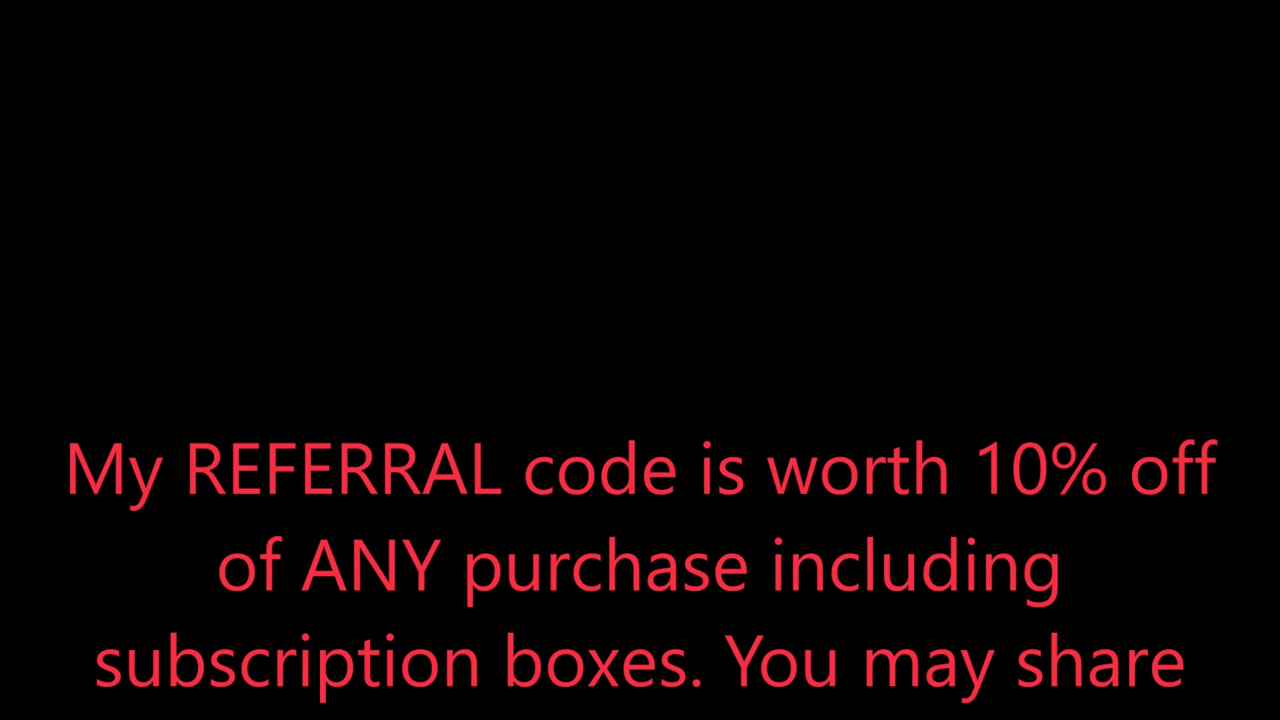 My REFERRAL code is worth 10% off
of ANY purchase including
subscription boxes. You may share